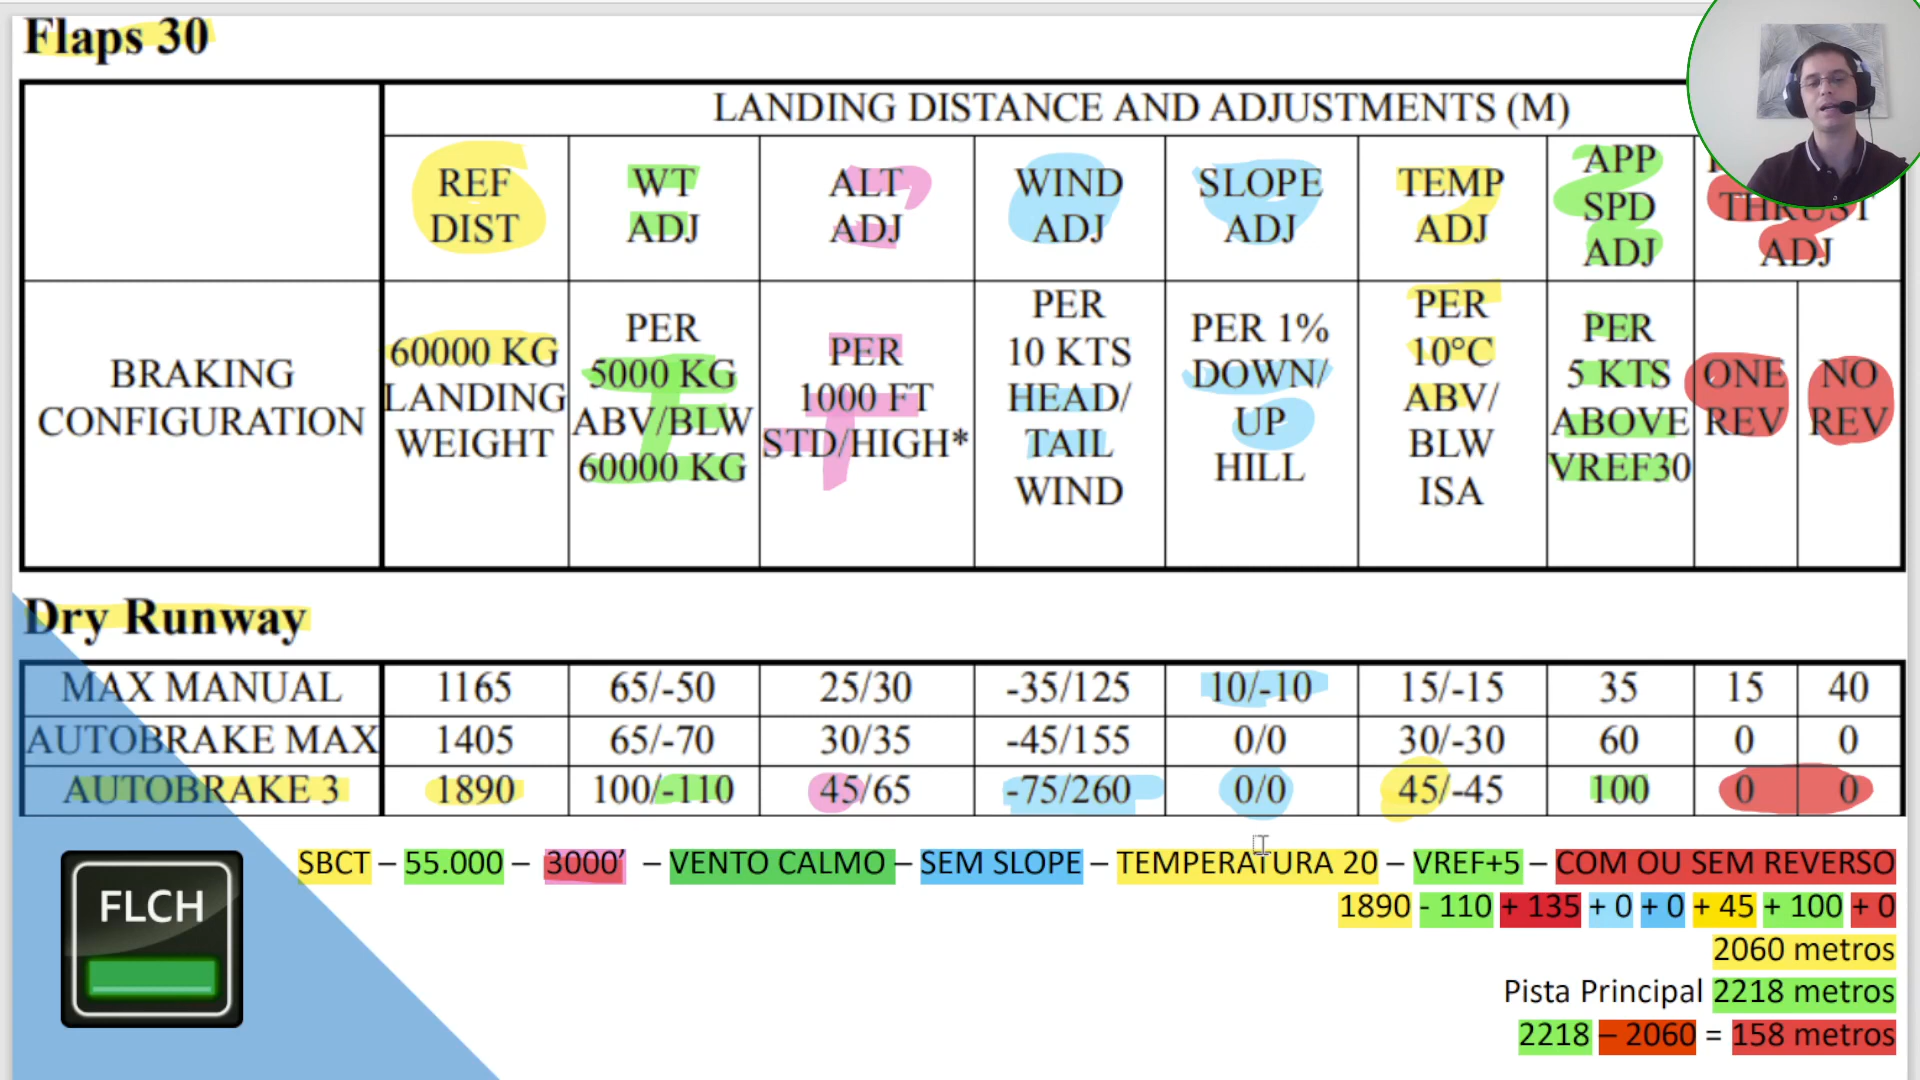 Flaps 30
LANDING DISTANCE AND ADJUSTMENTS (M)
REF DIST
WT ADJ
ALT ADJ
WIND ADJ
SLOPE ADJ
TEMP ADJ
APP SPD ADJ
THRUST ADJ
BRAKING CONFIGURATION
60000 KG LANDING WEIGHT
PER 5000 KG ABV/BLW 60000 KG
PER 1000 FT STD/HIGH*
PER 10 KTS HEAD/ TAIL WIND
PER 1% DOWN/ UP HILL
PER 10°C ABV/ BLW ISA
PER 5 KTS ABOVE VREF30
ONE REV
NO REV
Dry Runway
MAX MANUAL 1165 65/-50 25/30 -35/125 10/-10 15/-15 35 15 40
AUTOBRAKE MAX 1405 65/-70 30/35 -45/155 0/0 30/-30 60 0 0
AUTOBRAKE 3 1890 100/-110 45/65 -75/260 0/0 45/-45 100 0 0
SBCT – 55.000 – 3000' – VENTO CALMO – SEM SLOPE – TEMPERATURA 20 – VREF+5 – COM OU SEM REVERSO
1890 - 110 + 135 + 0 + 0 + 45 + 100 + 0
2060 metros
Pista Principal 2218 metros
2218 – 2060 = 158 metros
FLCH